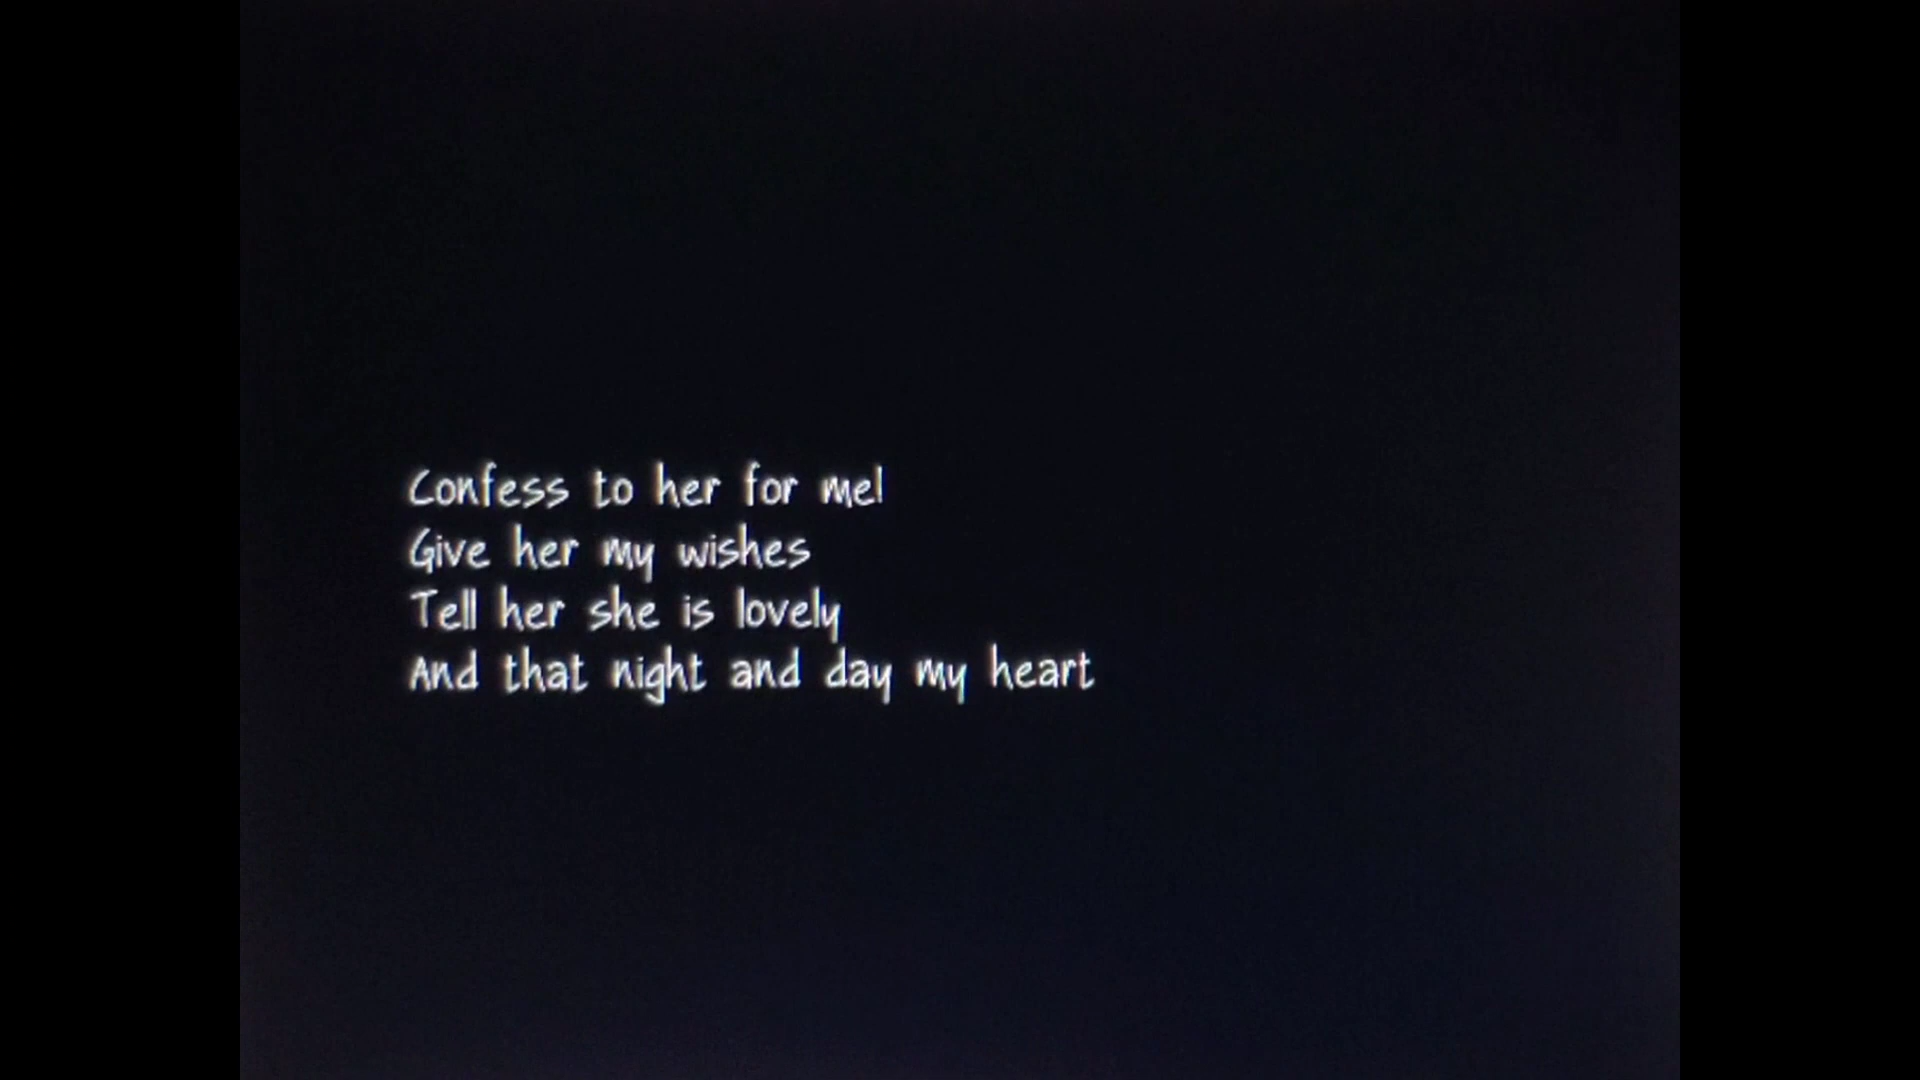 Confess to her for me!
Give her my wishes
Tell her she is lovely
And that night and day my heart